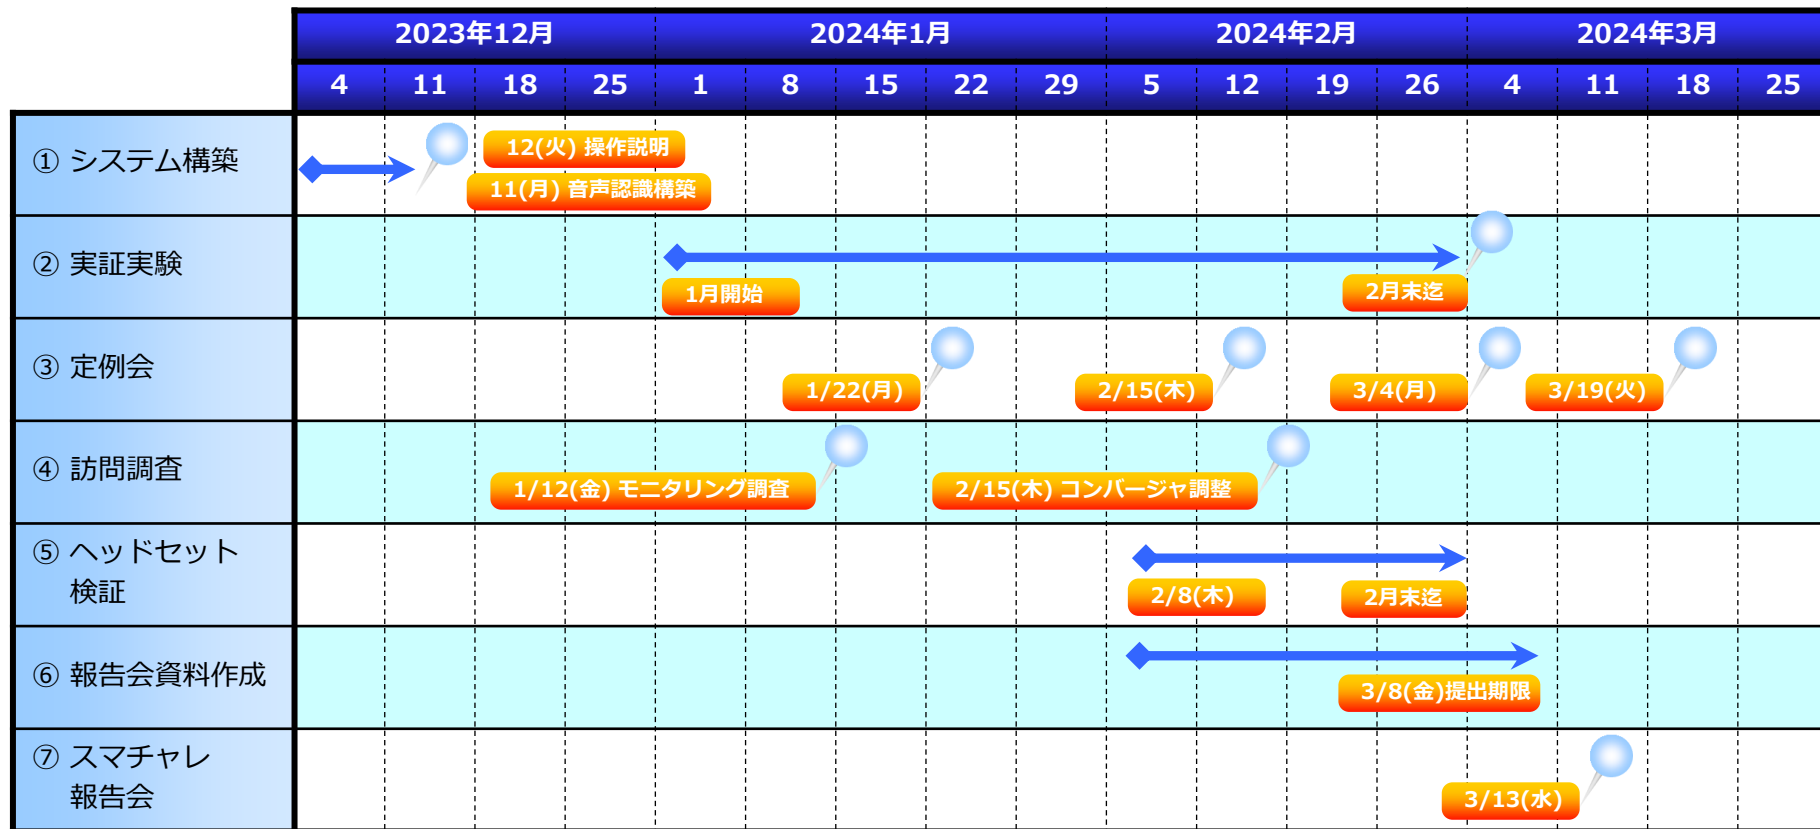 2023年12月 2024年1月 2024年2月 2024年3月
4 11 18 25 1 8 15 22 29 5 12 19 26 4 11 18 25
① システム構築
12(火) 操作説明
11(月) 音声認識構築
② 実証実験
1月開始
2月末迄
③ 定例会
1/22(月)
2/15(木)
3/4(月)
3/19(火)
④ 訪問調査
1/12(金) モニタリング調査
2/15(木) コンバージャ調整
⑤ ヘッドセット
検証
2/8(木)
2月末迄
⑥ 報告会資料作成
3/8(金)提出期限
⑦ スマチャレ
報告会
3/13(水)